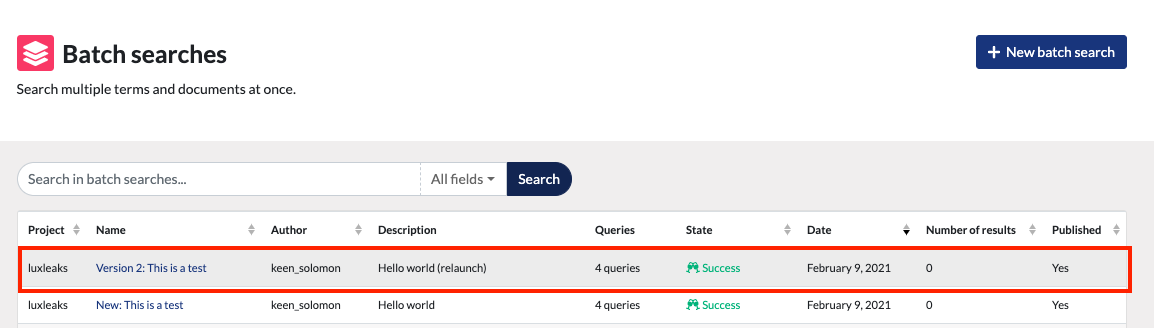 Batch searches
+ New batch search
Search multiple terms and documents at once.
Search in batch searches... All fields Search
Project Name Author Description Queries State Date Number of results Published
luxleaks Version 2: This is a test keen_solomon Hello world (relaunch) 4 queries Success February 9, 2021 0 Yes
luxleaks New: This is a test keen_solomon Hello world 4 queries Success February 9, 2021 0 Yes